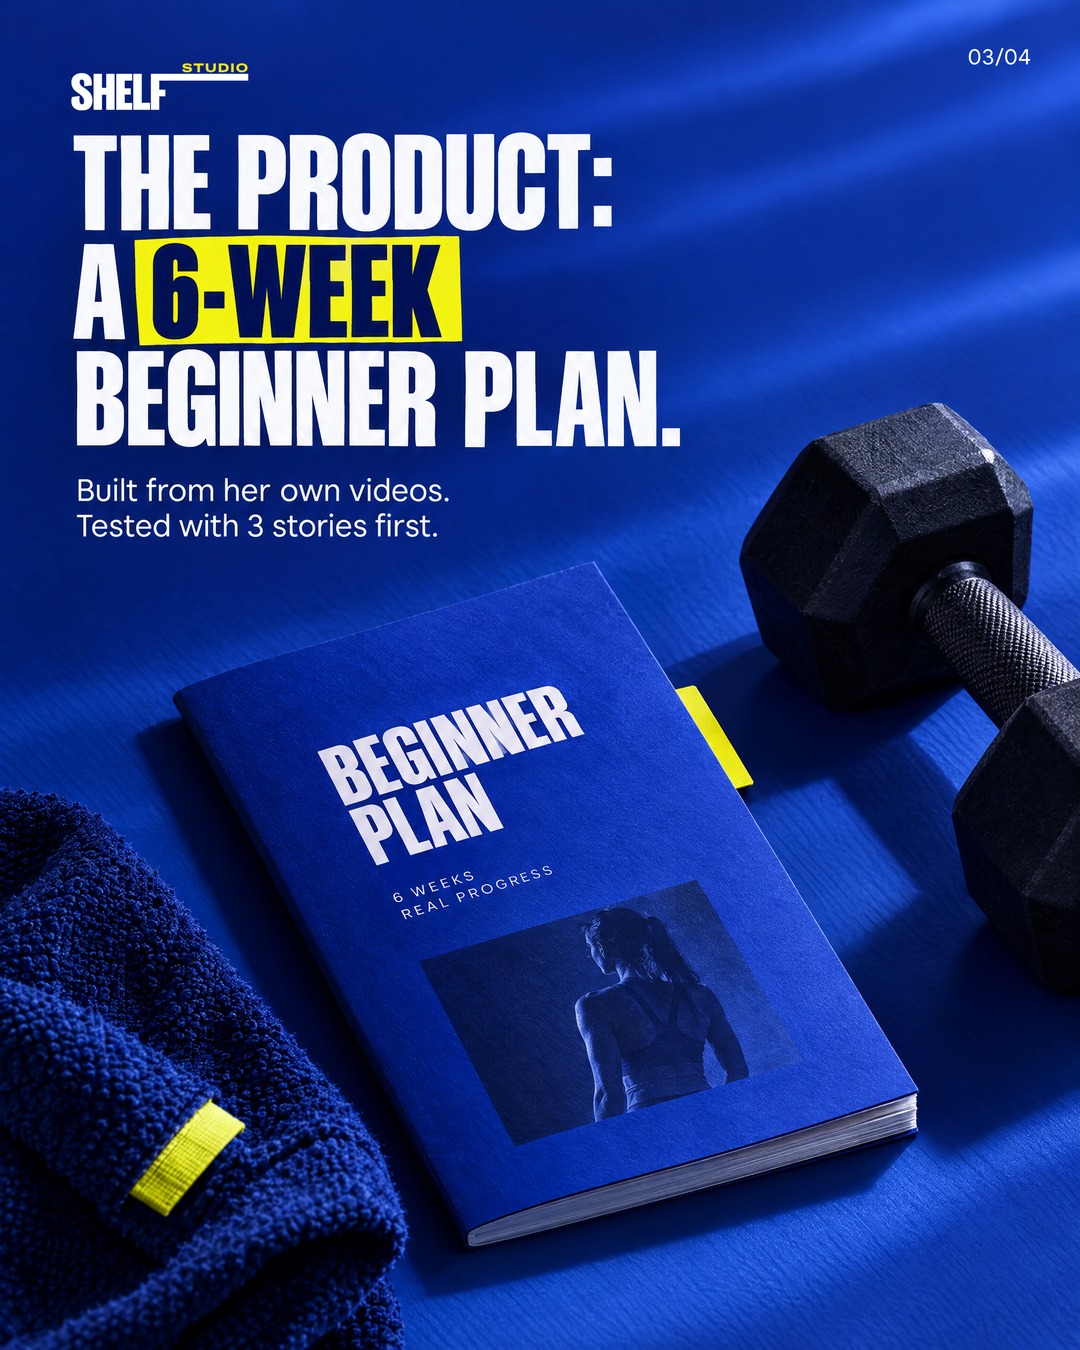 STUDIO
SHELF
03/04
THE PRODUCT:
A 6-WEEK
BEGINNER PLAN.
Built from her own videos.
Tested with 3 stories first.
BEGINNER
PLAN
6 WEEKS
REAL PROGRESS